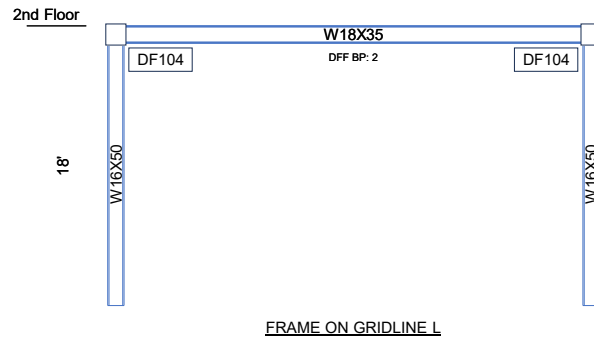 2nd Floor
W18X35
DF104
DFF BP: 2
DF104
18'
W16X50
W16X50
FRAME ON GRIDLINE L